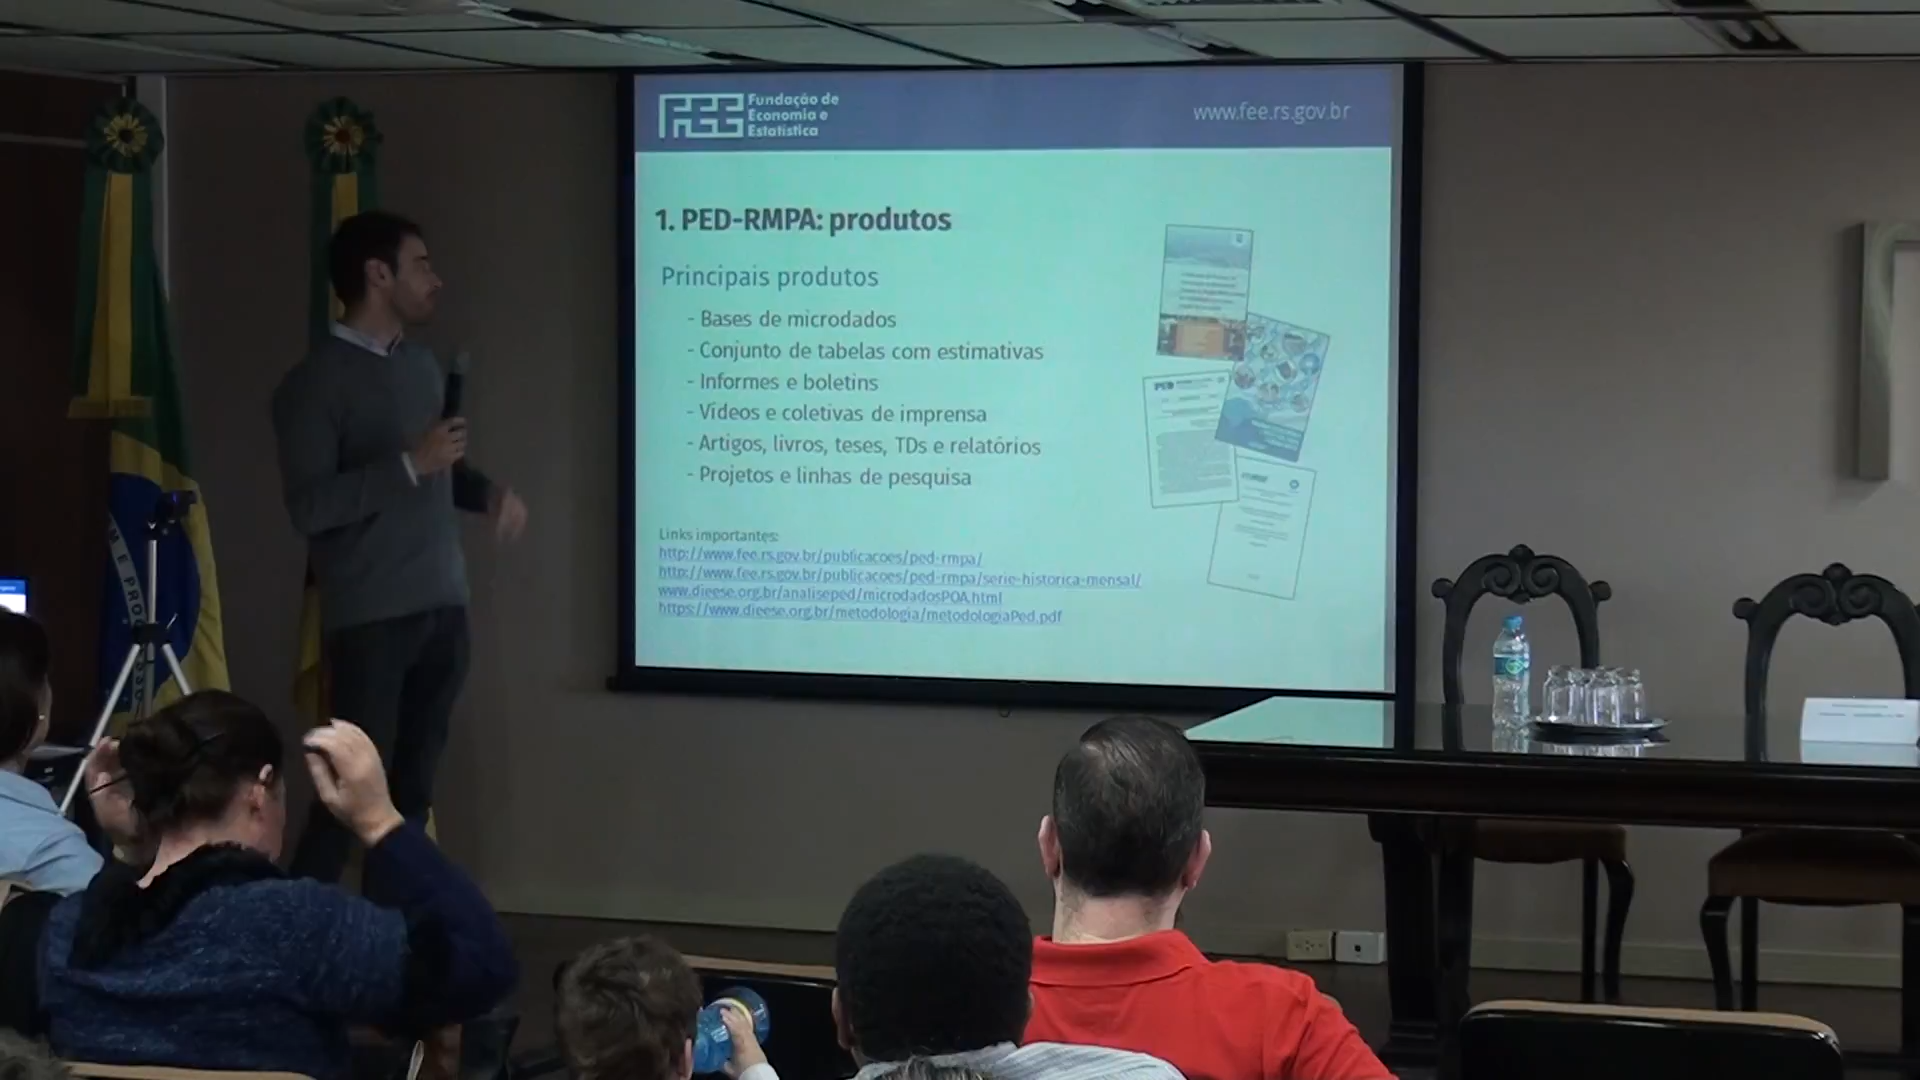 FEE Fundação de
Economia e
Estatística
www.fee.rs.gov.br
1. PED-RMPA: produtos
Principais produtos
- Bases de microdados
- Conjunto de tabelas com estimativas
- Informes e boletins
- Vídeos e coletivas de imprensa
- Artigos, livros, teses, TDs e relatórios
- Projetos e linhas de pesquisa
Links importantes:
http://www.fee.rs.gov.br/publicacoes/ped-rmpa/
http://www.fee.rs.gov.br/publicacoes/ped-rmpa/serie-historica-mensal/
www.dieese.org.br/analiseped/microdadosPOA.html
https://www.dieese.org.br/metodologia/metodologiaPed.pdf
PED
M E PRO